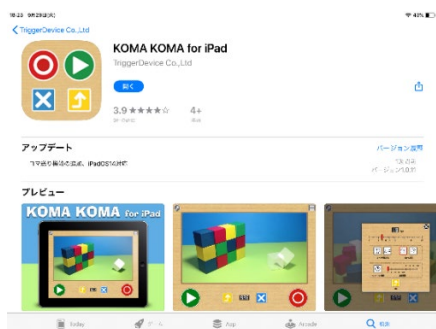 TriggerDevice Co.,Ltd
KOMA KOMA for iPad
TriggerDevice Co.,Ltd
開く
3.9 ★★★★☆
4+
アップデート
バージョン履歴
プレビュー
KOMA KOMA for iPad
Today
ゲーム
App
Arcade
検索